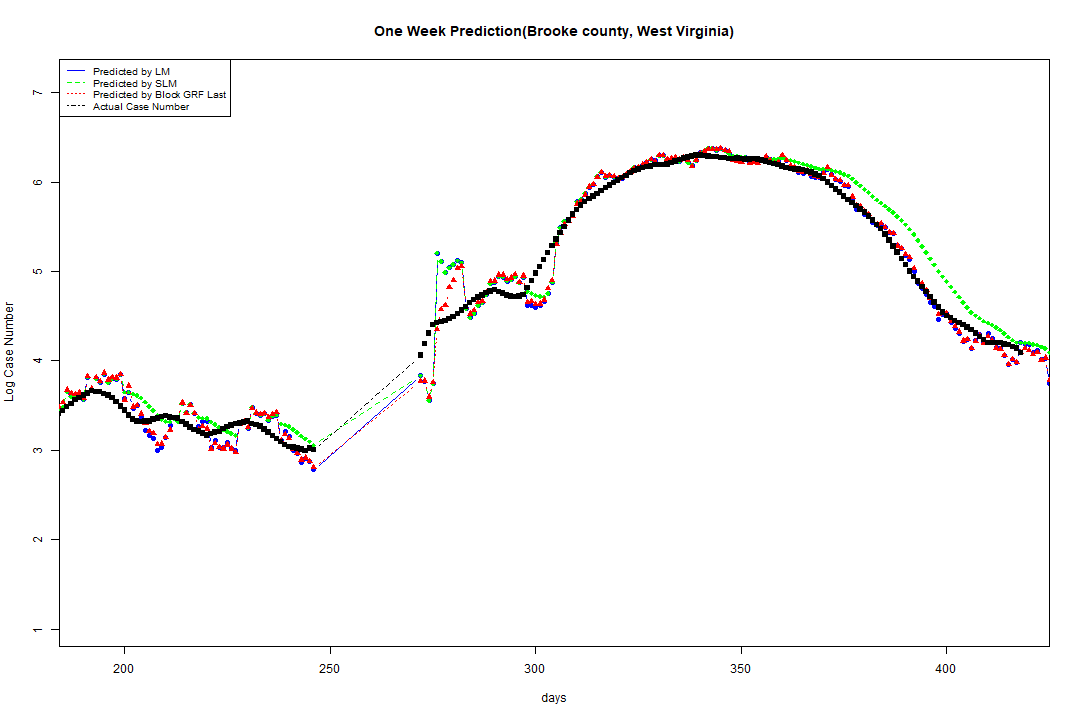 One Week Prediction(Brooke county, West Virginia)
Predicted by LM
Predicted by SLM
Predicted by Block GRF Last
Actual Case Number
7
6
5
4
3
2
1
Log Case Number
200 250 300 350 400
days